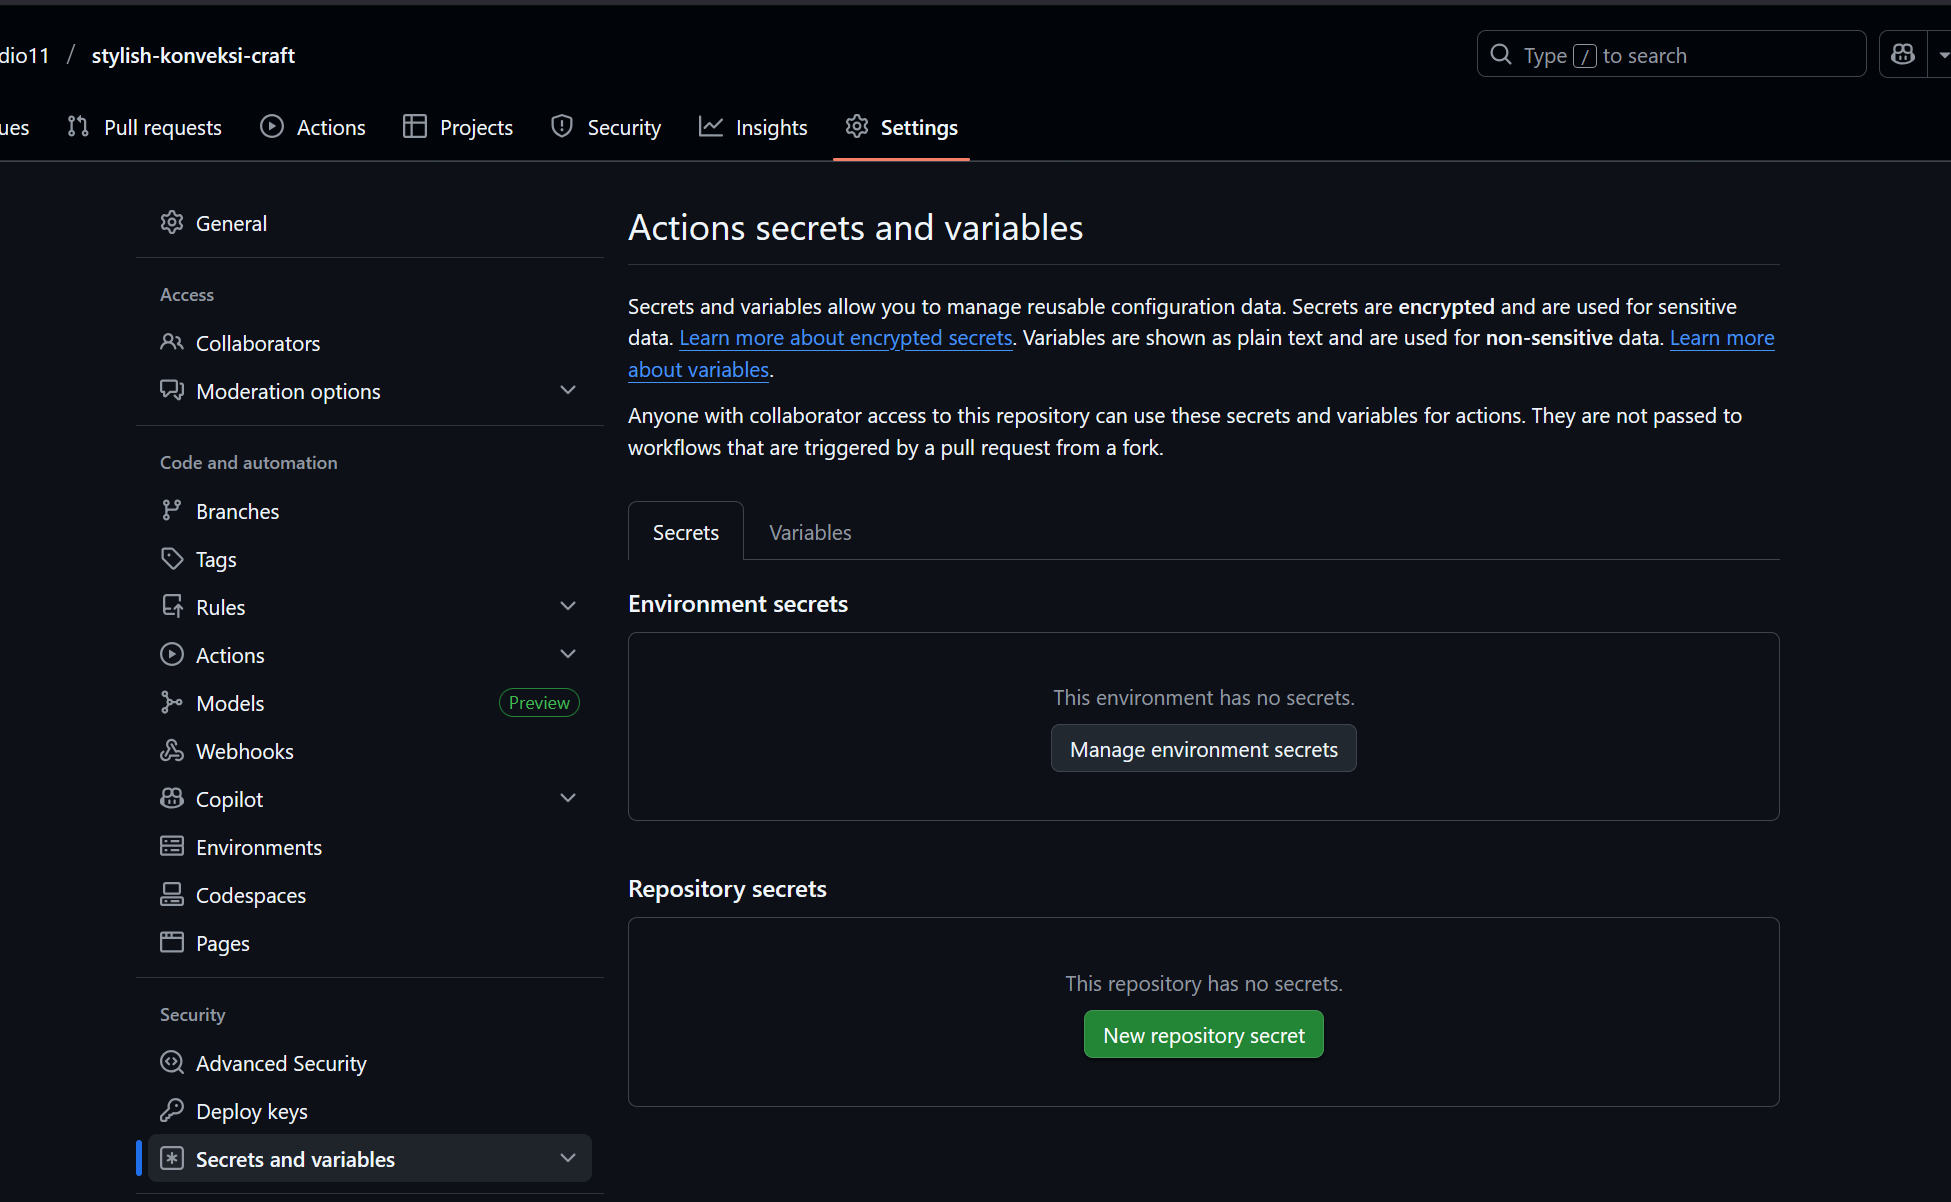 dio11 / stylish-konveksi-craft
Type / to search
ues Pull requests Actions Projects Security Insights Settings
General
Access
Collaborators
Moderation options
Code and automation
Branches
Tags
Rules
Actions
Models Preview
Webhooks
Copilot
Environments
Codespaces
Pages
Security
Advanced Security
Deploy keys
Secrets and variables
Actions secrets and variables
Secrets and variables allow you to manage reusable configuration data. Secrets are encrypted and are used for sensitive
data. Learn more about encrypted secrets. Variables are shown as plain text and are used for non-sensitive data. Learn more
about variables.
Anyone with collaborator access to this repository can use these secrets and variables for actions. They are not passed to
workflows that are triggered by a pull request from a fork.
Secrets Variables
Environment secrets
This environment has no secrets.
Manage environment secrets
Repository secrets
This repository has no secrets.
New repository secret